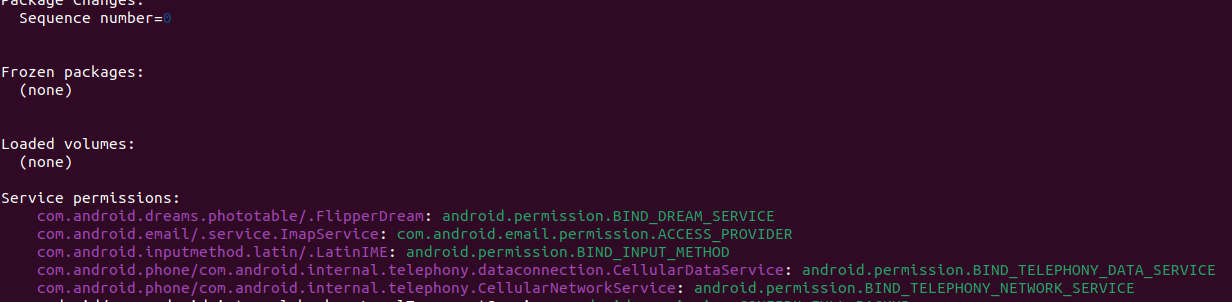 Package Changes:
  Sequence number=0
Frozen packages:
  (none)
Loaded volumes:
  (none)
Service permissions:
    com.android.dreams.phototable/.FlipperDream: android.permission.BIND_DREAM_SERVICE
    com.android.email/.service.ImapService: com.android.email.permission.ACCESS_PROVIDER
    com.android.inputmethod.latin/.LatinIME: android.permission.BIND_INPUT_METHOD
    com.android.phone/com.android.internal.telephony.dataconnection.CellularDataService: android.permission.BIND_TELEPHONY_DATA_SERVICE
    com.android.phone/com.android.internal.telephony.CellularNetworkService: android.permission.BIND_TELEPHONY_NETWORK_SERVICE